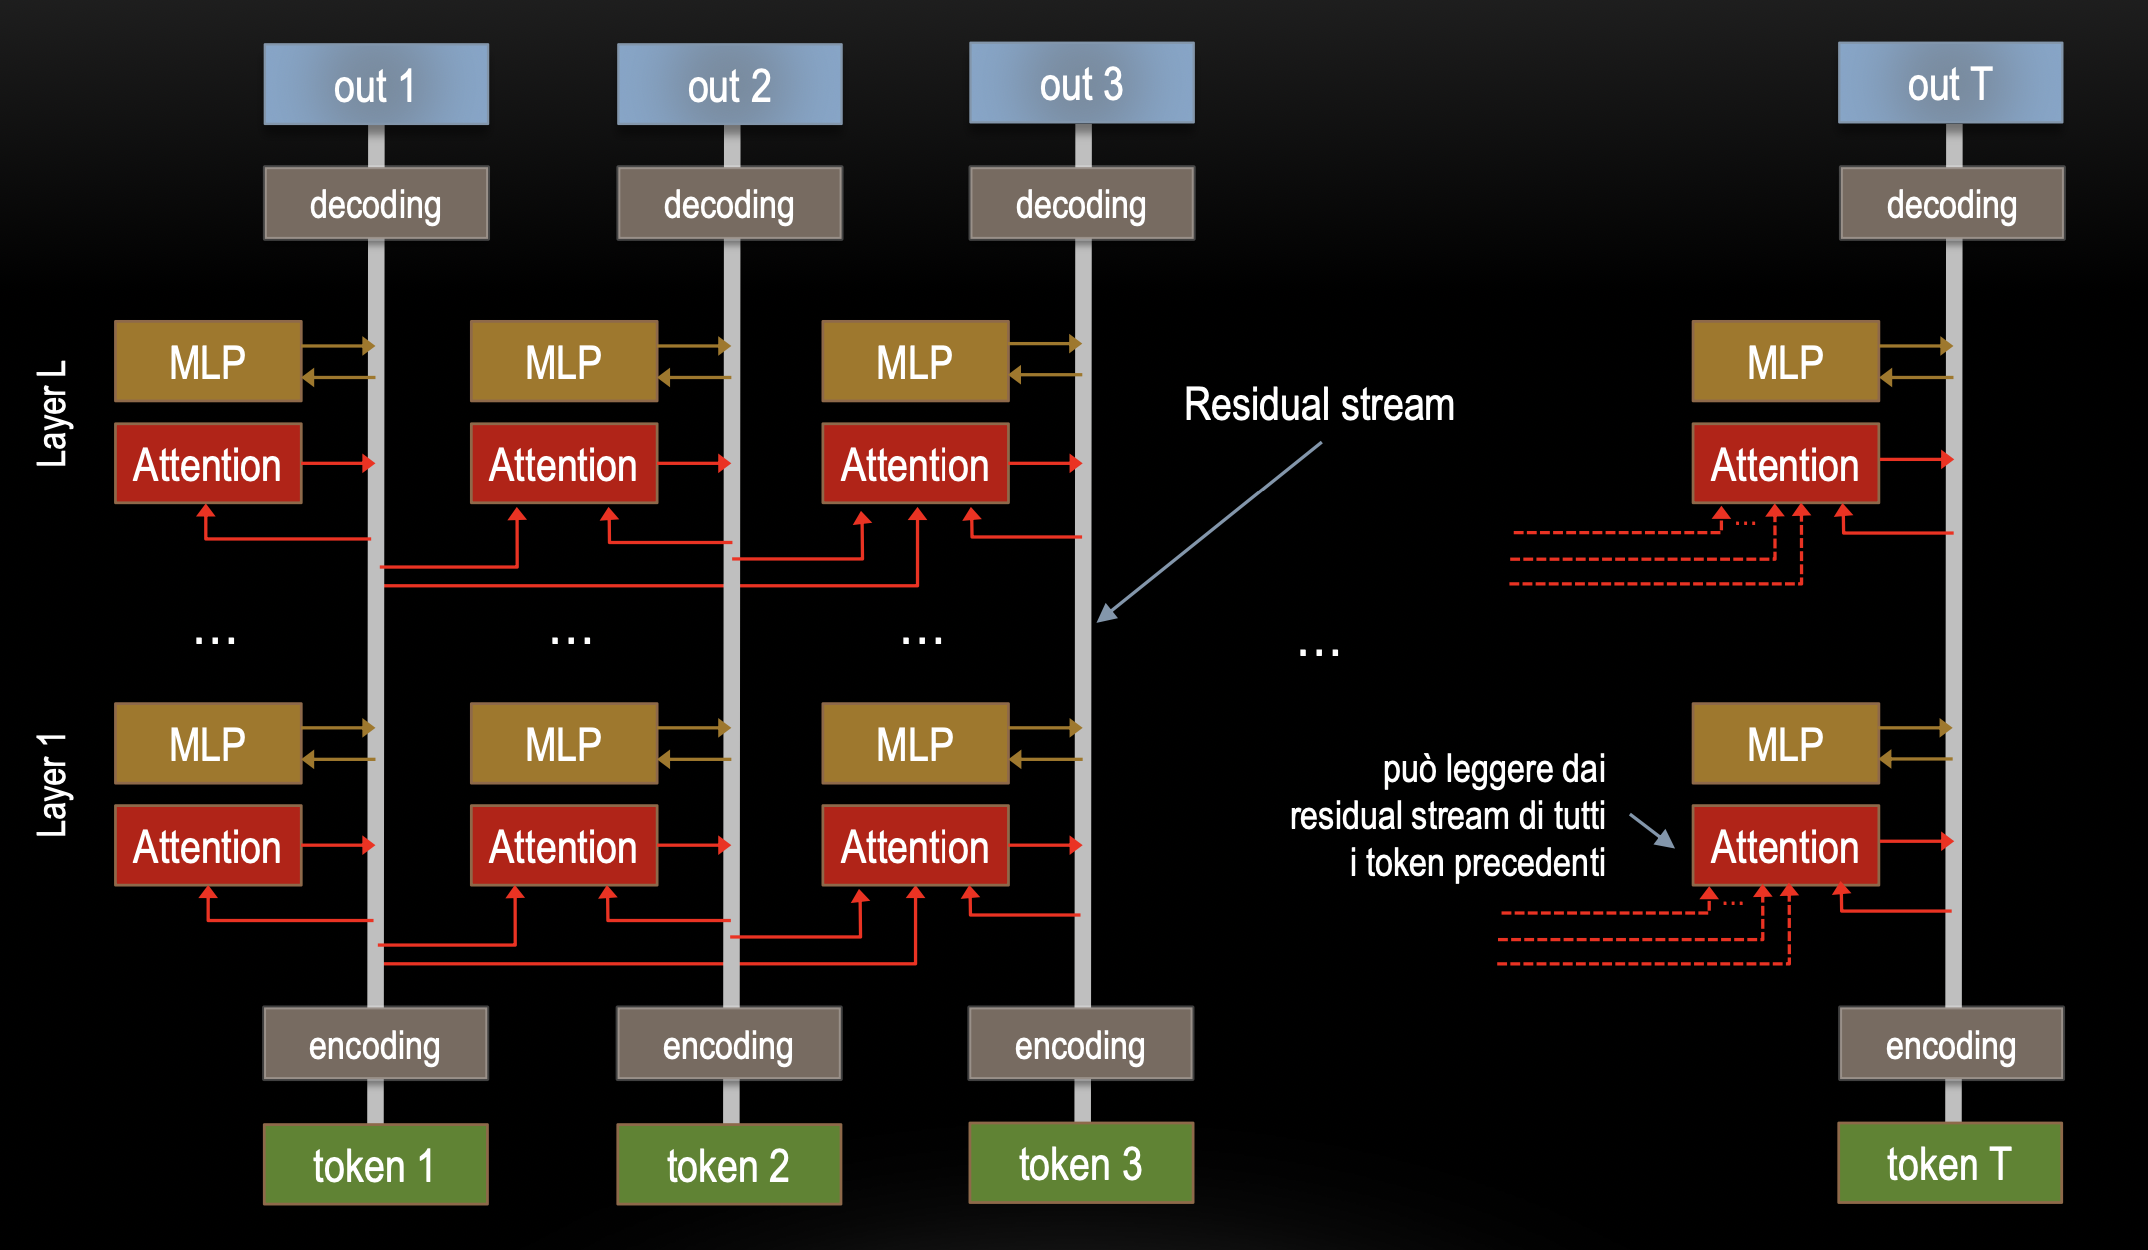 out 1
out 2
out 3
out T
decoding
decoding
decoding
decoding
Layer L
MLP
MLP
MLP
MLP
Residual stream
Attention
Attention
Attention
Attention
...
...
...
...
...
Layer 1
MLP
MLP
MLP
MLP
può leggere dai
residual stream di tutti
i token precedenti
Attention
Attention
Attention
Attention
...
encoding
encoding
encoding
encoding
token 1
token 2
token 3
token T